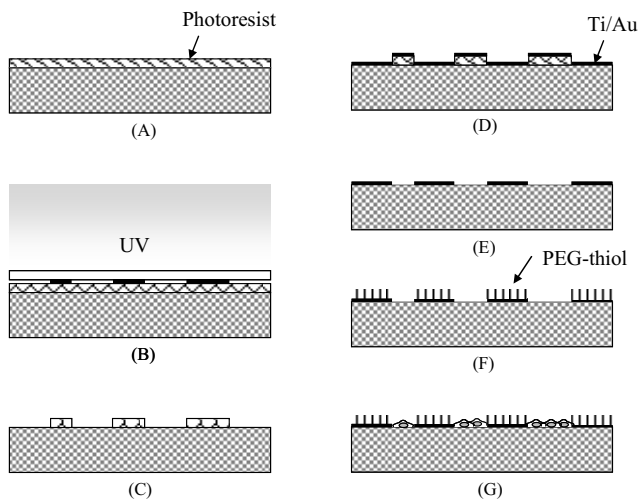 Photoresist
(A)
UV
(B)
(C)
Ti/Au
(D)
(E)
PEG-thiol
(F)
(G)